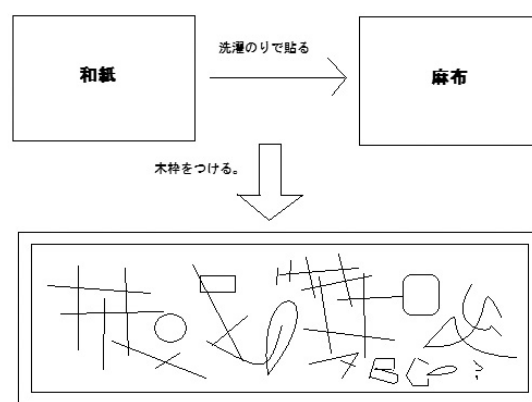 和紙
洗濯のりで貼る
麻布
木枠をつける。